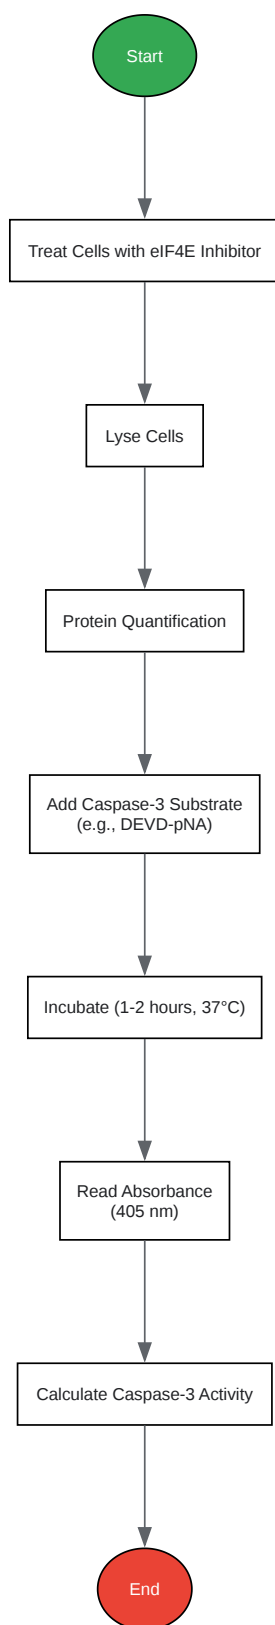 Start
Treat Cells with eIF4E Inhibitor
Lyse Cells
Protein Quantification
Add Caspase-3 Substrate
(e.g., DEVD-pNA)
Incubate (1-2 hours, 37°C)
Read Absorbance
(405 nm)
Calculate Caspase-3 Activity
End